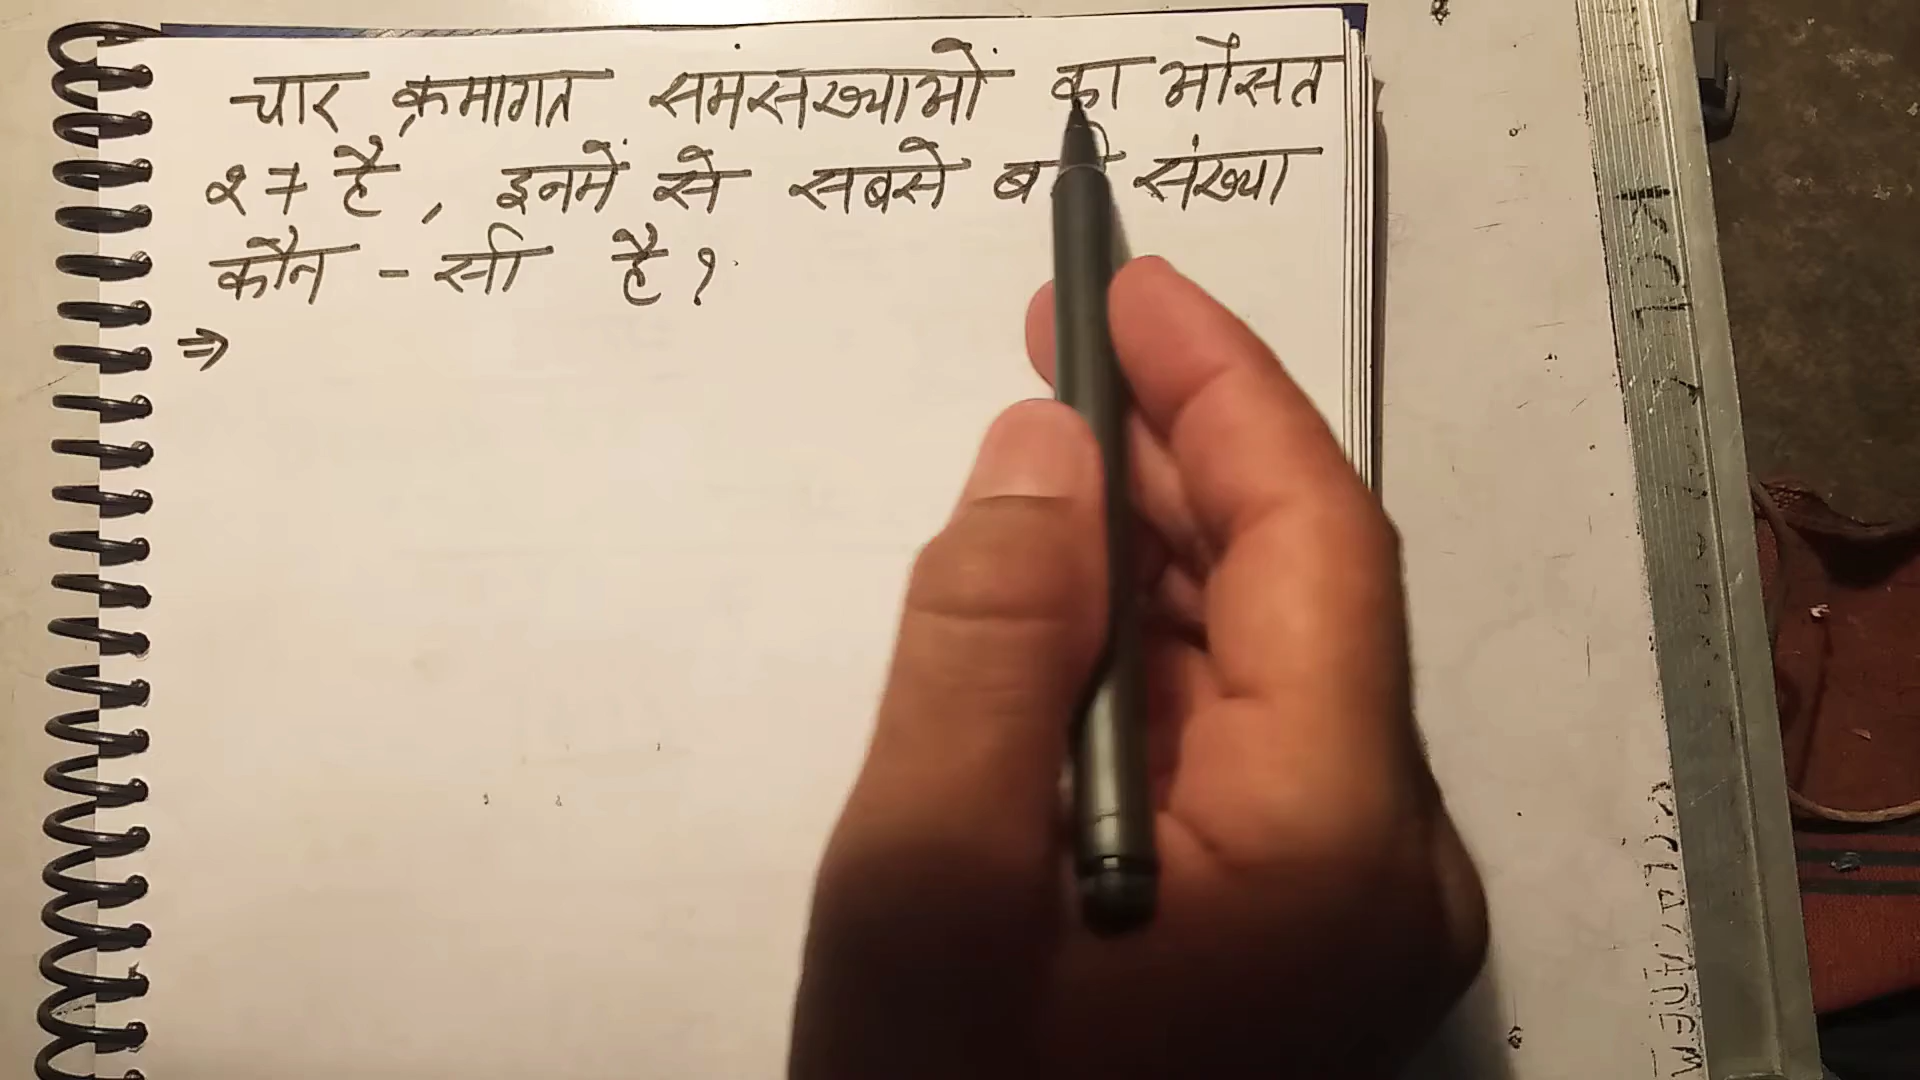 चार क्रमागत समसंख्याओं का औसत
27 है, इनमें से सबसे संख्या
कौन - सी है?
⇒